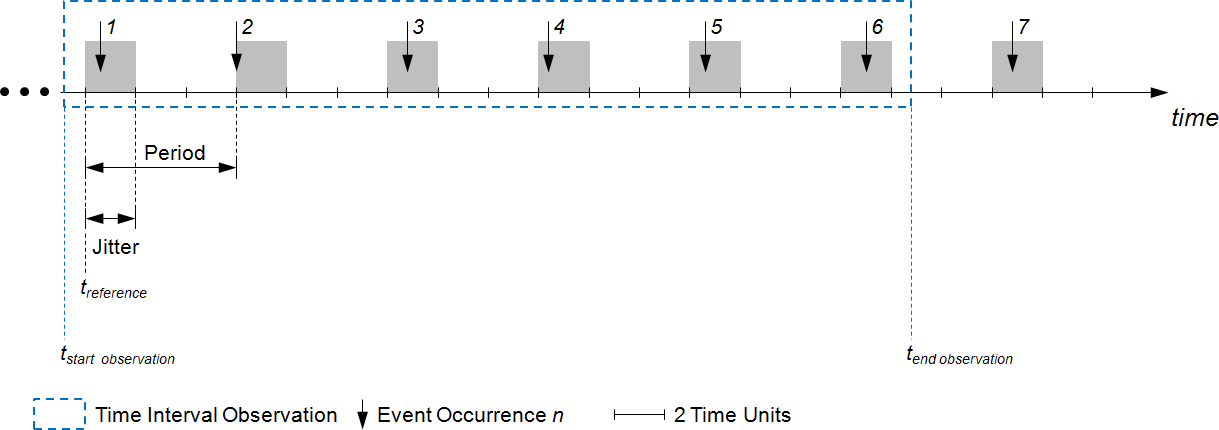 1 2 3 4 5 6 7
time
Period
Jitter
treference
tstart observation tend observation
Time Interval Observation Event Occurrence n 2 Time Units